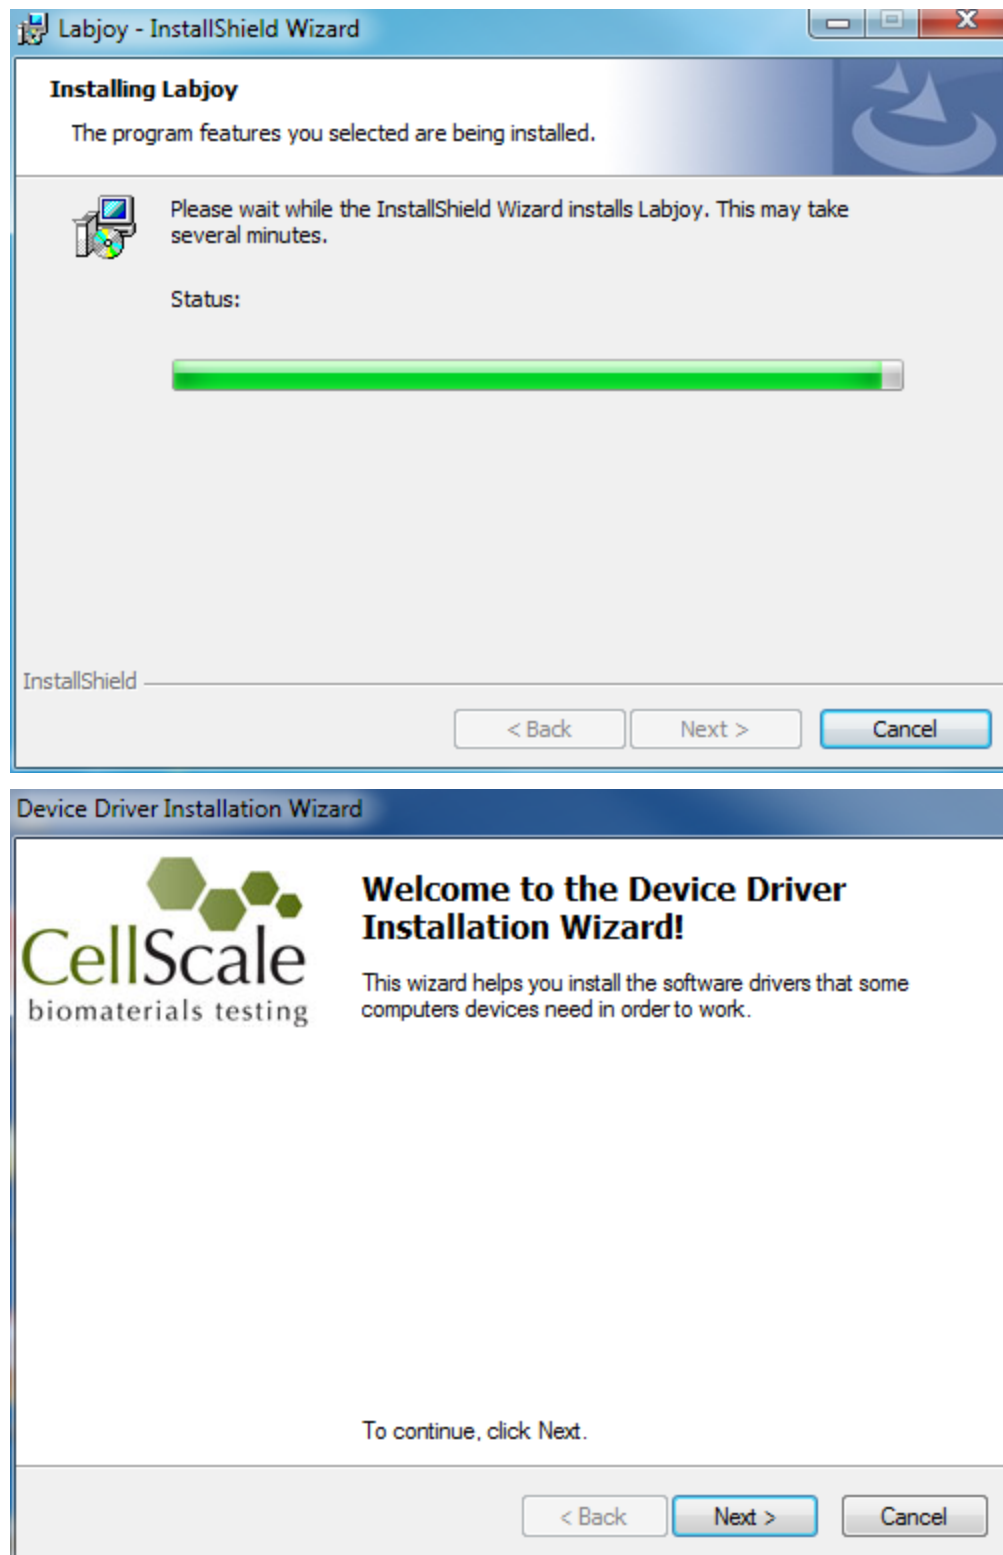 Labjoy - InstallShield Wizard
Installing Labjoy
The program features you selected are being installed.
Please wait while the InstallShield Wizard installs Labjoy. This may take
several minutes.
Status:
InstallShield
< Back
Next >
Cancel
Device Driver Installation Wizard
CellScale
biomaterials testing
Welcome to the Device Driver
Installation Wizard!
This wizard helps you install the software drivers that some
computers devices need in order to work.
To continue, click Next.
< Back
Next >
Cancel